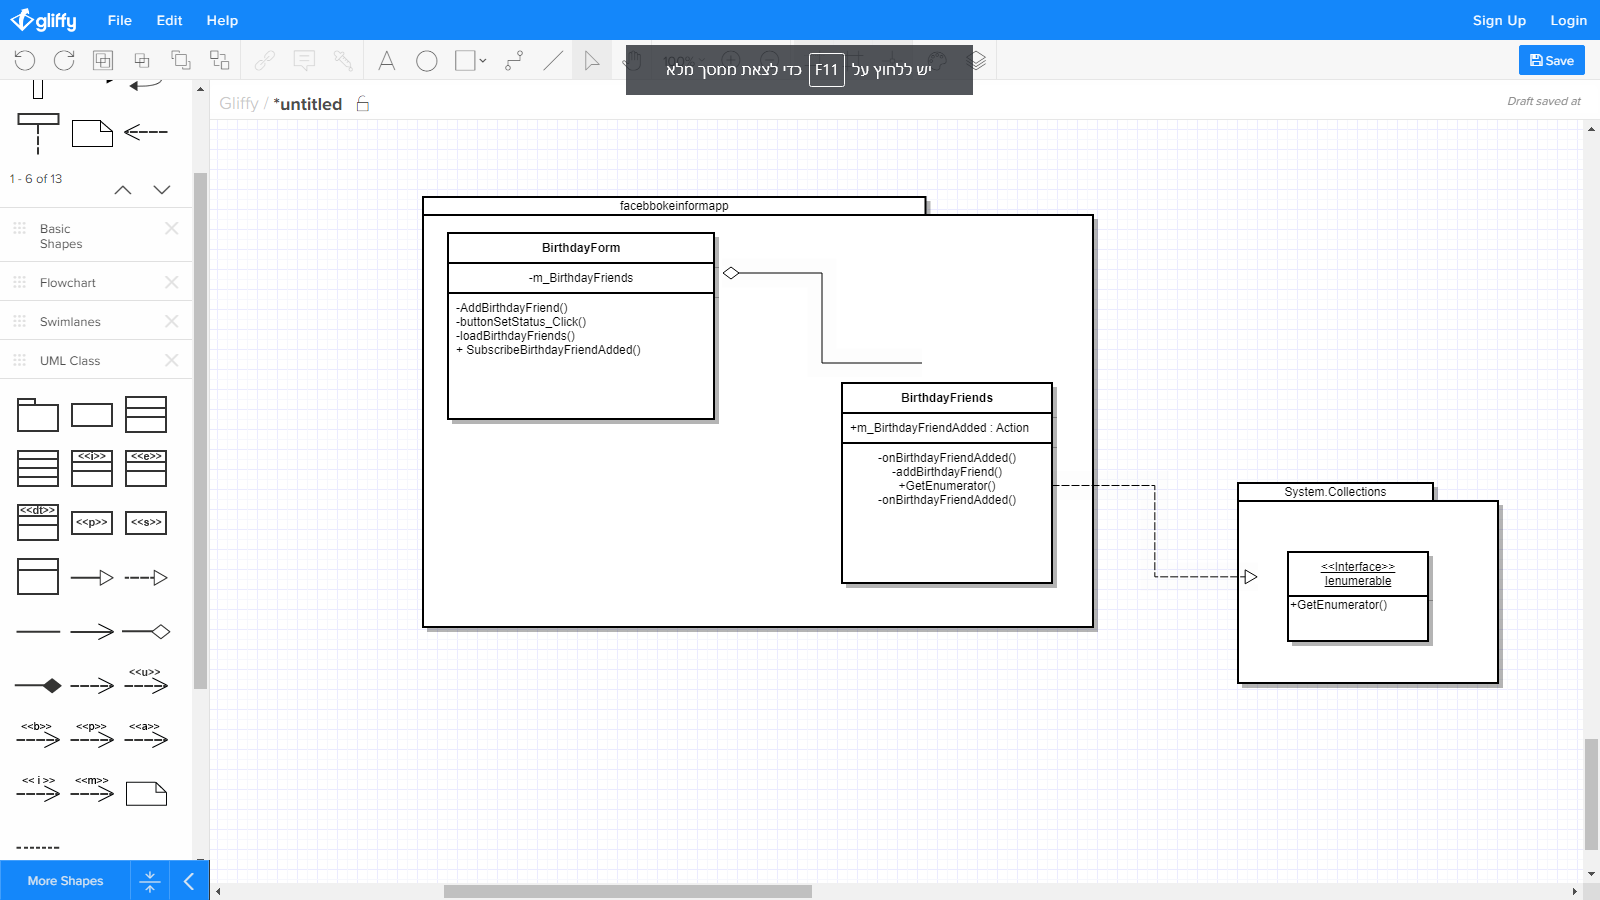 gliffy File Edit Help Sign Up Login
יש ללחוץ על F11 כדי לצאת ממסך מלא
Save
Gliffy / *untitled
Draft saved at
1 - 6 of 13
Basic
Shapes
Flowchart
Swimlanes
UML Class
<<i>>
<<e>>
<<dt>>
<<p>>
<<s>>
<<u>>
<<b>>
<<p>>
<<a>>
<< i >>
<<m>>
More Shapes
facebbokeinformapp
BirthdayForm
-m_BirthdayFriends
-AddBirthdayFriend()
-buttonSetStatus_Click()
-loadBirthdayFriends()
+ SubscribeBirthdayFriendAdded()
BirthdayFriends
+m_BirthdayFriendAdded : Action
-onBirthdayFriendAdded()
-addBirthdayFriend()
+GetEnumerator()
-onBirthdayFriendAdded()
System.Collections
<<Interface>>
Ienumerable
+GetEnumerator()